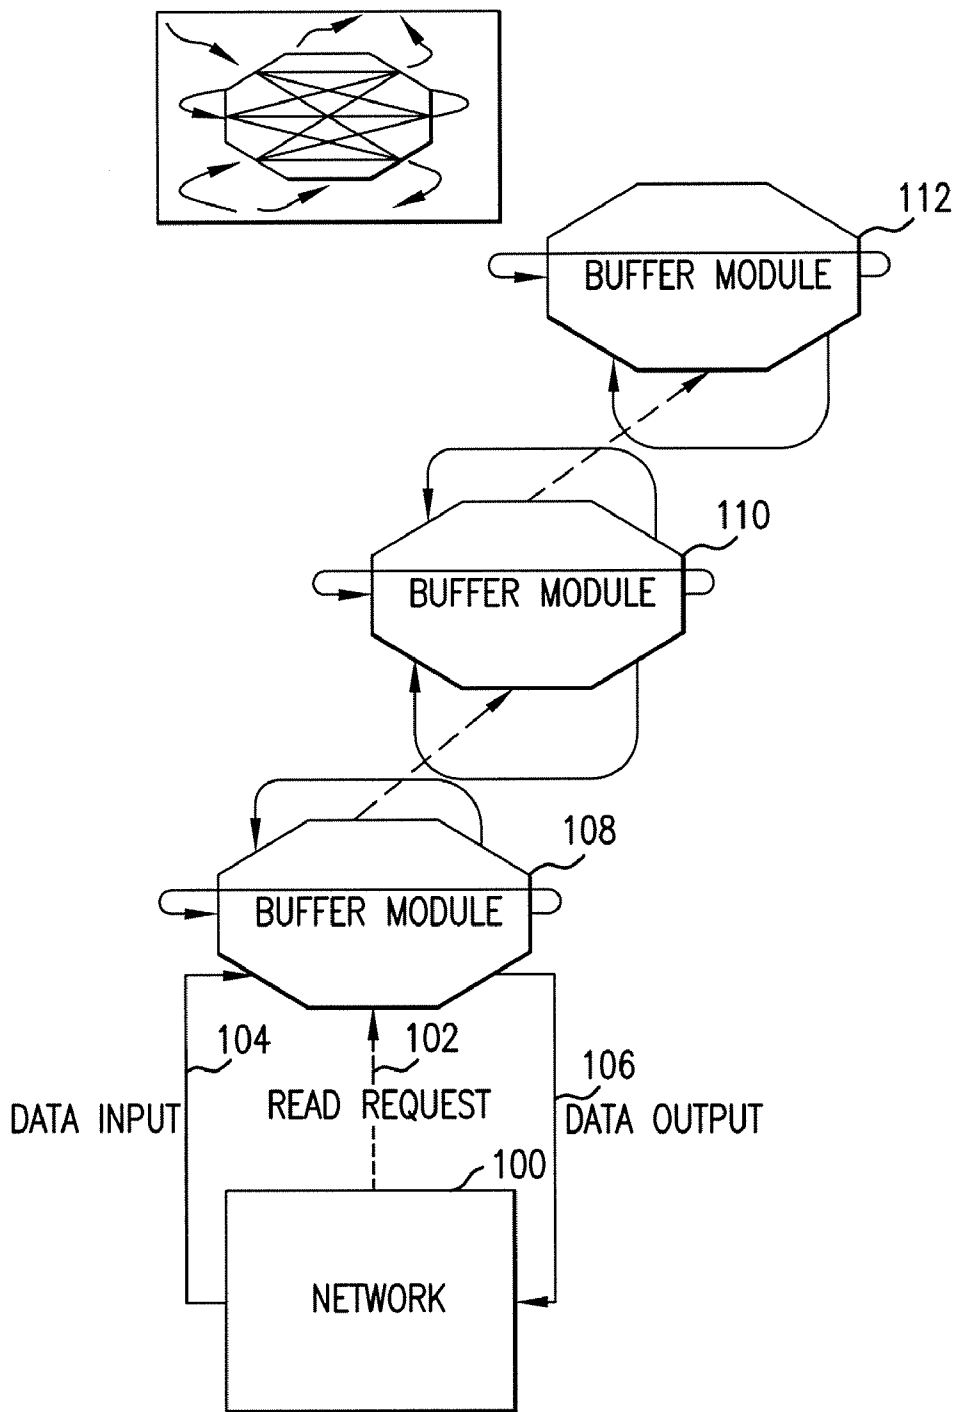 112
BUFFER MODULE
110
BUFFER MODULE
108
BUFFER MODULE
104
102
106
DATA INPUT
READ REQUEST
DATA OUTPUT
100
NETWORK